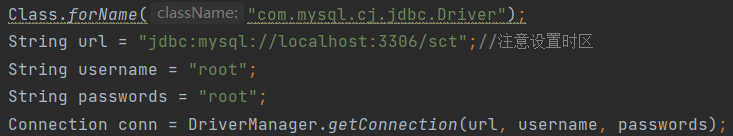 Class.forName( className: "com.mysql.cj.jdbc.Driver");
String url = "jdbc:mysql://localhost:3306/sct";//注意设置时区
String username = "root";
String passwords = "root";
Connection conn = DriverManager.getConnection(url, username, passwords);